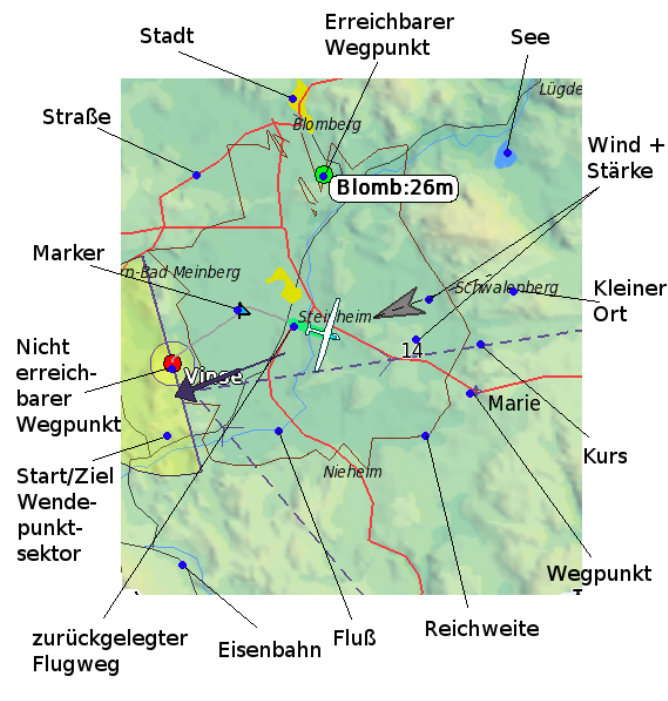 Erreichbarer
Wegpunkt
Stadt
See
Lügde
Straße
Blomberg
Wind +
Stärke
Blomb:26m
Marker
rn-Bad Meinberg
Schwalenberg
Kleiner
Ort
Steinheim
Nicht
erreich-
barer
Wegpunkt
14
Vinse
Marie
Kurs
Start/Ziel
Wende-
punkt-
sektor
Nieheim
Wegpunkt
zurückgelegter
Flugweg
Eisenbahn
Fluß
Reichweite